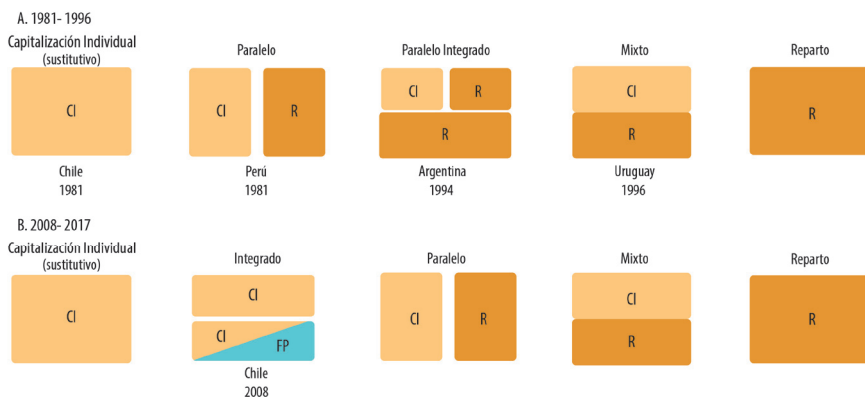 A. 1981- 1996
Capitalización Individual
(sustitutivo)
Paralelo
Paralelo Integrado
Mixto
Reparto
CI
CI
R
CI
R
R
CI
R
R
Chile
1981
Perú
1981
Argentina
1994
Uruguay
1996
B. 2008- 2017
Capitalización Individual
(sustitutivo)
Integrado
Paralelo
Mixto
Reparto
CI
CI
CI
FP
CI
R
CI
R
R
Chile
2008